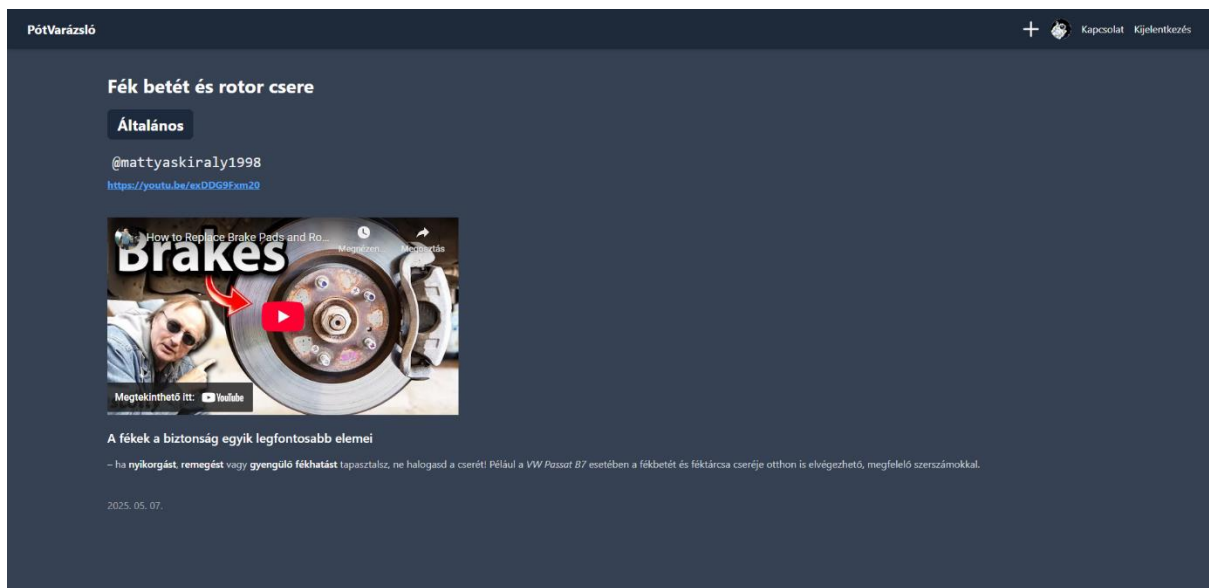 PótVarázsló
Kapcsolat Kijelentkezés
Fék betét és rotor csere
Általános
@mattyaskiraly1998
https://youtu.be/exDDG9Fxm20
How to Replace Brake Pads and Ro...
Megosztás
Brakes
Megtekinthető itt: YouTube
A fékek a biztonság egyik legfontosabb elemei
– ha nyikorgást, remegést vagy gyengülő fékhatást tapasztalsz, ne halogasd a cserét! Pélául a VW Passat B7 esetében a fékbetét és féktárcsa cseréje otthon is elvégezhető, megfelelő szerszámokkal.
2025. 05. 07.